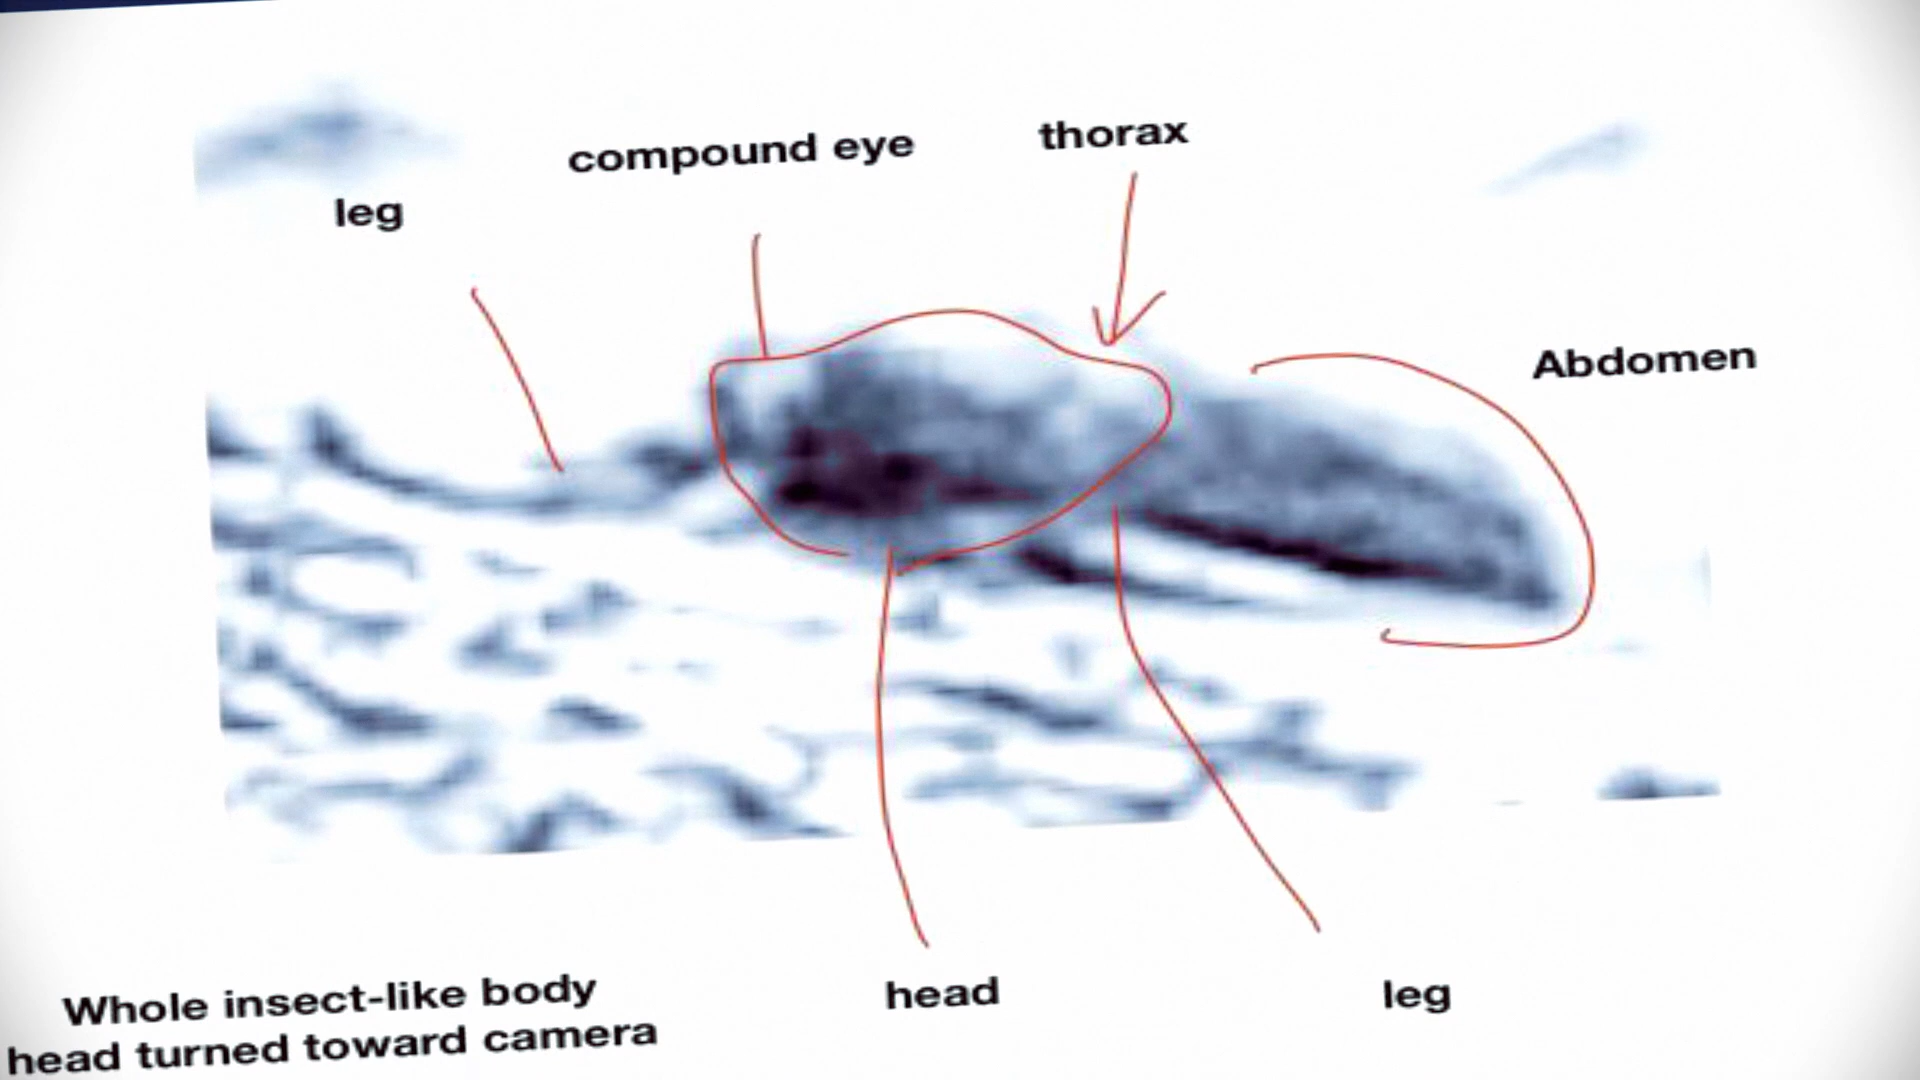 compound eye
thorax
leg
Abdomen
Whole insect-like body
head turned toward camera
head
leg